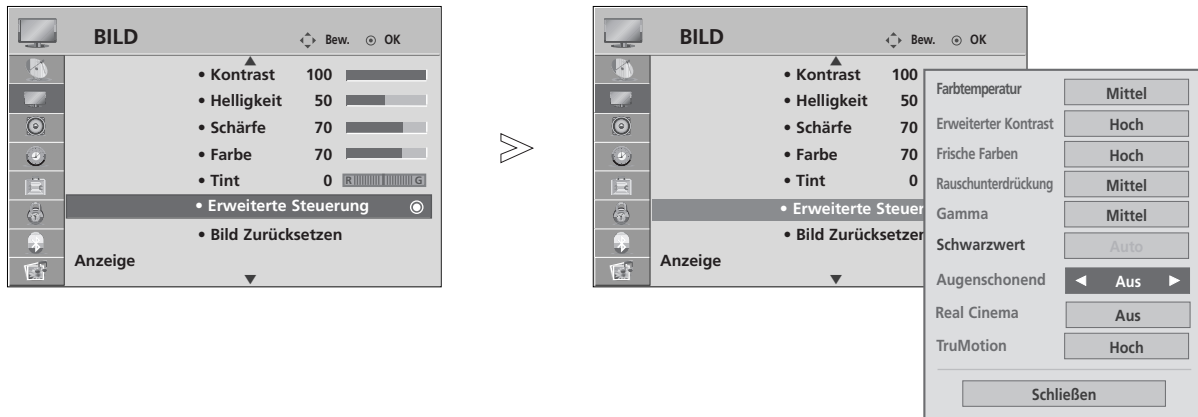 BILD Bew. OK
• Kontrast 100
• Helligkeit 50
• Schärfe 70
• Farbe 70
• Tint 0 R G
• Erweiterte Steuerung
• Bild Zurücksetzen
Anzeige
BILD Bew. OK
• Kontrast 100
• Helligkeit 50
• Schärfe 70
• Farbe 70
• Tint 0
• Erweiterte Steuer
• Bild Zurücksetzen
Anzeige
Farbtemperatur Mittel
Erweiterter Kontrast Hoch
Frische Farben Hoch
Rauschunterdrückung Mittel
Gamma Mittel
Schwarzwert Auto
Augenschonend ◄ Aus ►
Real Cinema Aus
TruMotion Hoch
Schließen